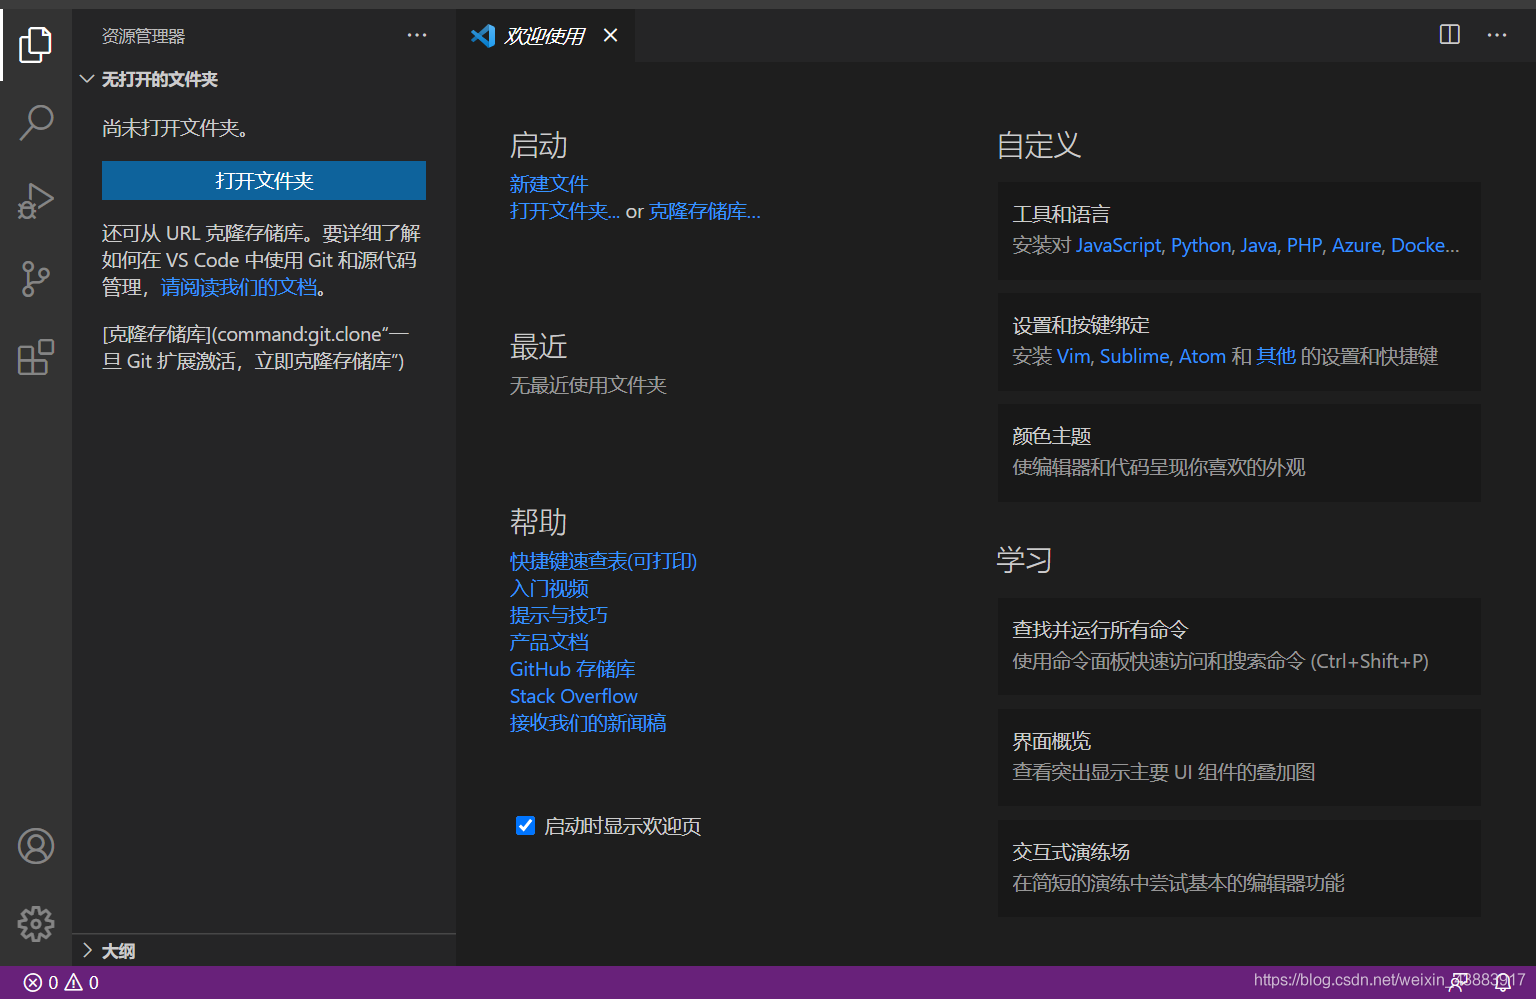 资源管理器
无打开的文件夹
尚未打开文件夹。
打开文件夹
还可从 URL 克隆存储库。要详细了解
如何在 VS Code 中使用 Git 和源代码
管理，请阅读我们的文档。
[克隆存储库](command:git.clone“一
旦 Git 扩展激活，立即克隆存储库”)
大纲
欢迎使用
启动
新建文件
打开文件夹... or 克隆存储库...
最近
无最近使用文件夹
帮助
快捷键速查表(可打印)
入门视频
提示与技巧
产品文档
GitHub 存储库
Stack Overflow
接收我们的新闻稿
启动时显示欢迎页
自定义
工具和语言
安装对 JavaScript, Python, Java, PHP, Azure, Docke...
设置和按键绑定
安装 Vim, Sublime, Atom 和 其他 的设置和快捷键
颜色主题
使编辑器和代码呈现你喜欢的外观
学习
查找并运行所有命令
使用命令面板快速访问和搜索命令 (Ctrl+Shift+P)
界面概览
查看突出显示主要 UI 组件的叠加图
交互式演练场
在简短的演练中尝试基本的编辑器功能
0 0
https://blog.csdn.net/weixin_43883917